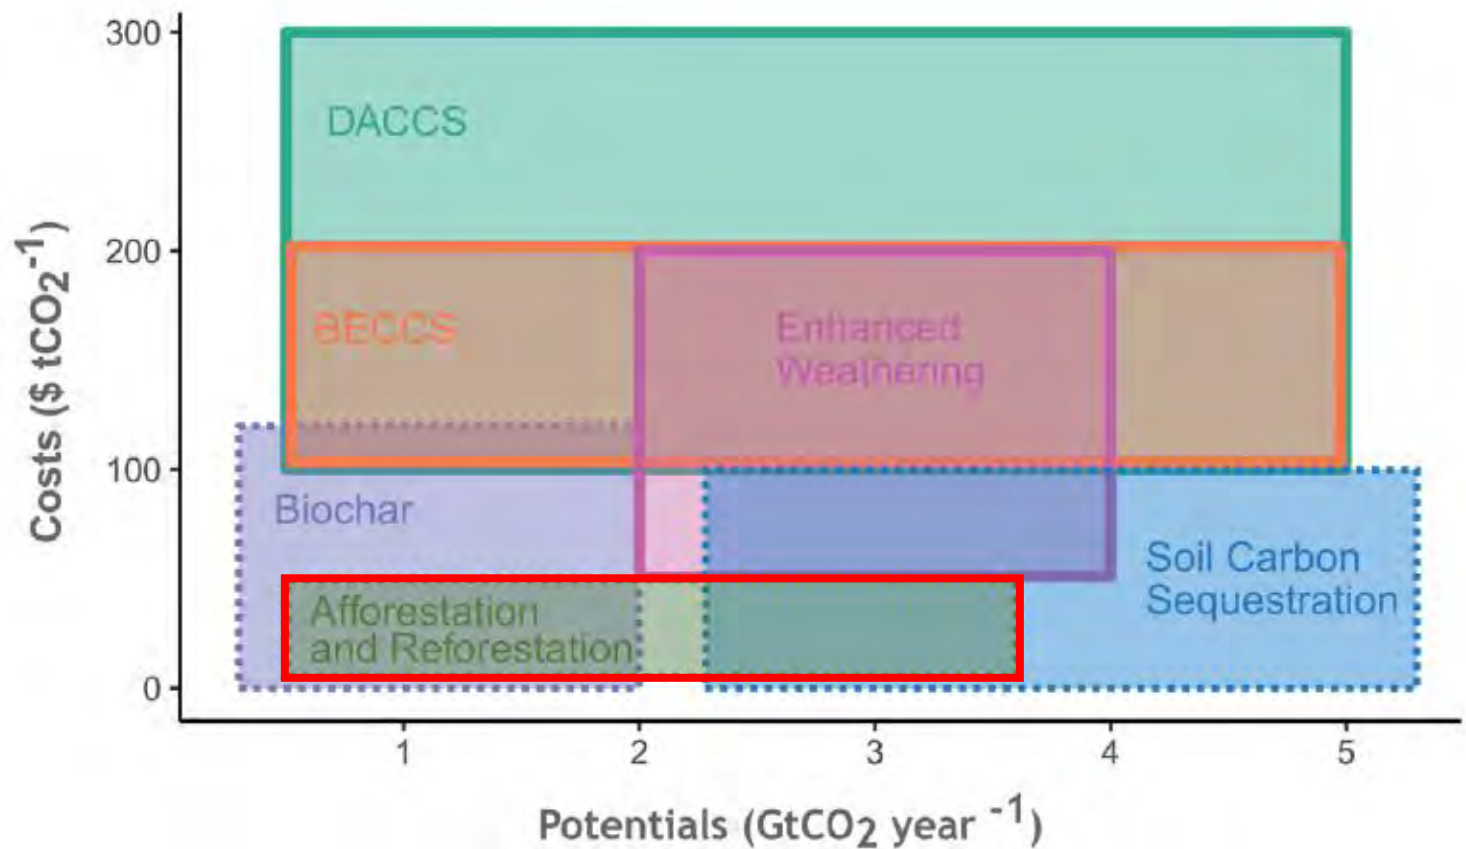 300
DACCS
200
BECCS
Enhanced
Weathering
100
Biochar
Soil Carbon
Sequestration
Afforestation
and Reforestation
0
Costs ($ tCO2-1)
1 2 3 4 5
Potentials (GtCO2 year -1)